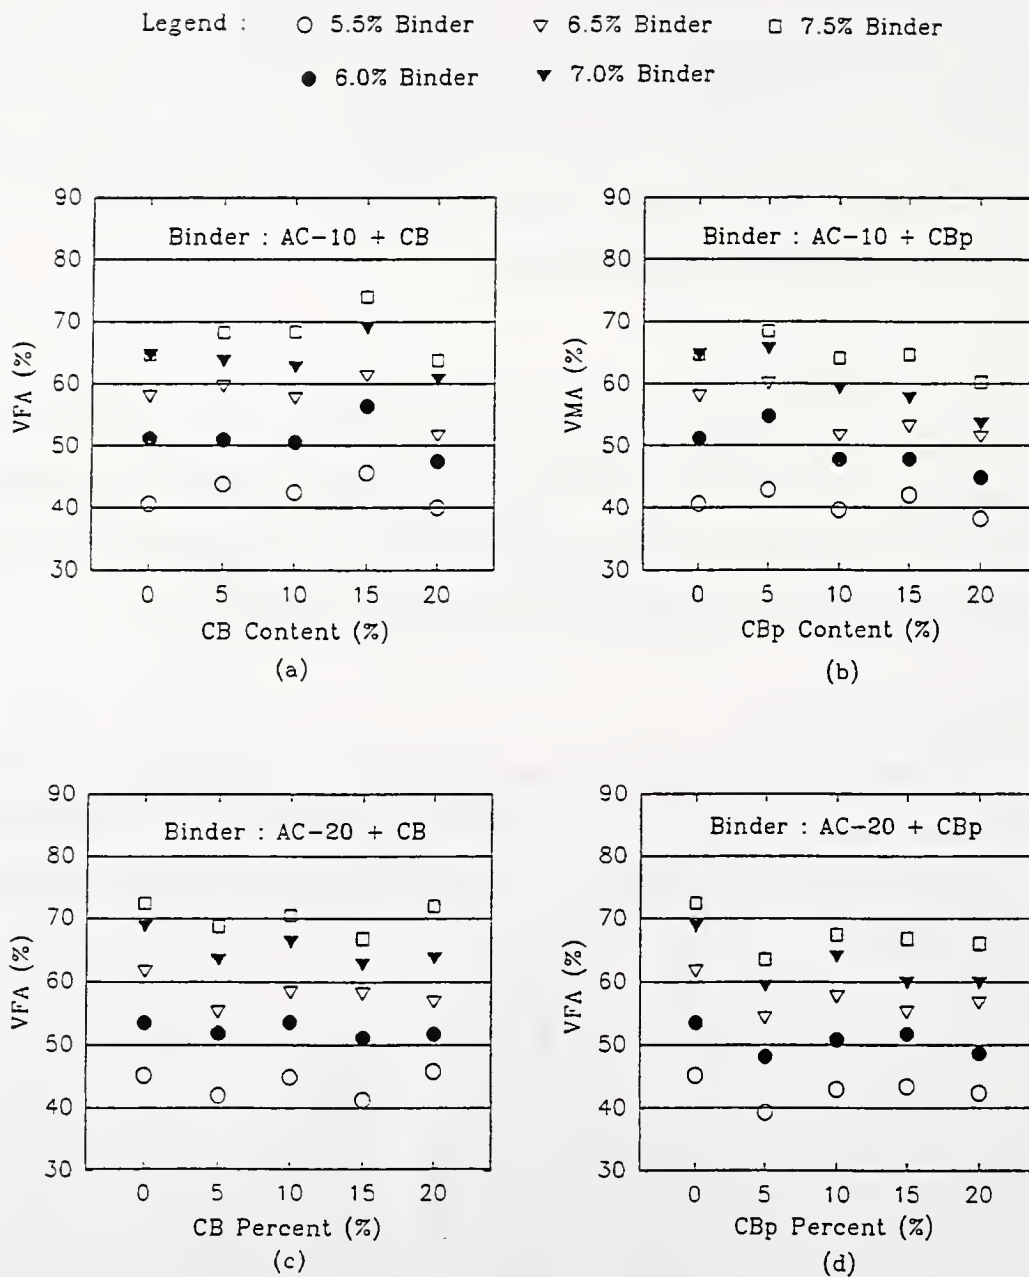 Legend : 5.5% Binder 6.5% Binder 7.5% Binder
6.0% Binder 7.0% Binder
90
80
70
60
50
40
30
VFA (%)
Binder : AC-10 + CB
0 5 10 15 20
CB Content (%)
(a)
90
80
70
60
50
40
30
VMA (%)
Binder : AC-10 + CBp
0 5 10 15 20
CBp Content (%)
(b)
90
80
70
60
50
40
30
VFA (%)
Binder : AC-20 + CB
0 5 10 15 20
CB Percent (%)
(c)
90
80
70
60
50
40
30
VFA (%)
Binder : AC-20 + CBp
0 5 10 15 20
CBp Percent (%)
(d)